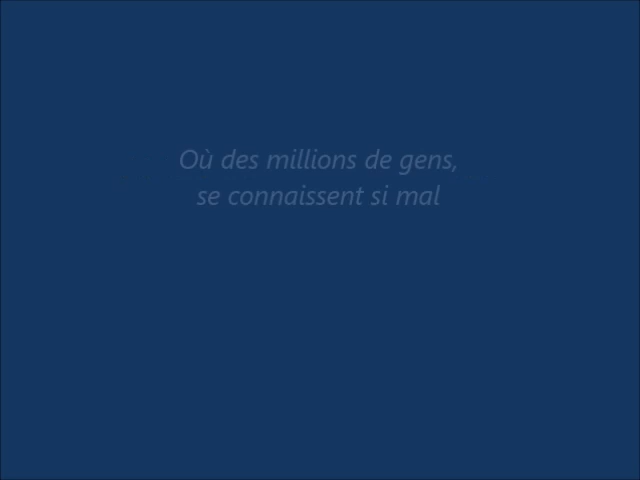 Où des millions de gens,
se connaissent si mal